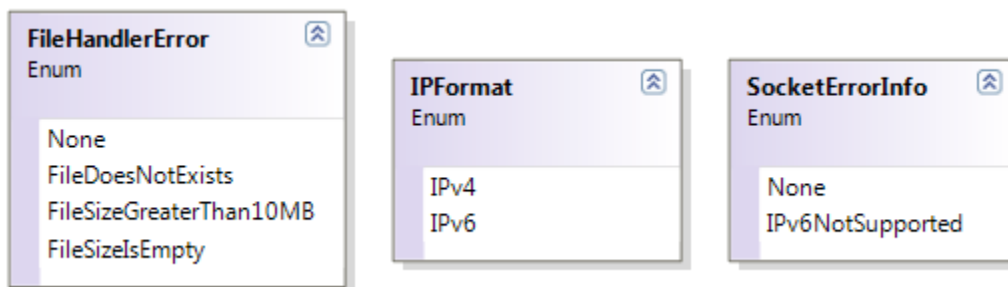 FileHandlerError
Enum
None
FileDoesNotExists
FileSizeGreaterThan10MB
FileSizeIsEmpty
IPFormat
Enum
IPv4
IPv6
SocketErrorInfo
Enum
None
IPv6NotSupported